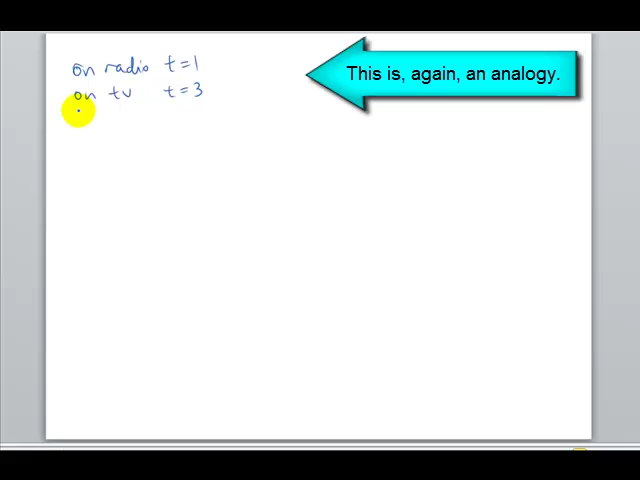 on radio t=1
on tv t=3
This is, again, an analogy.